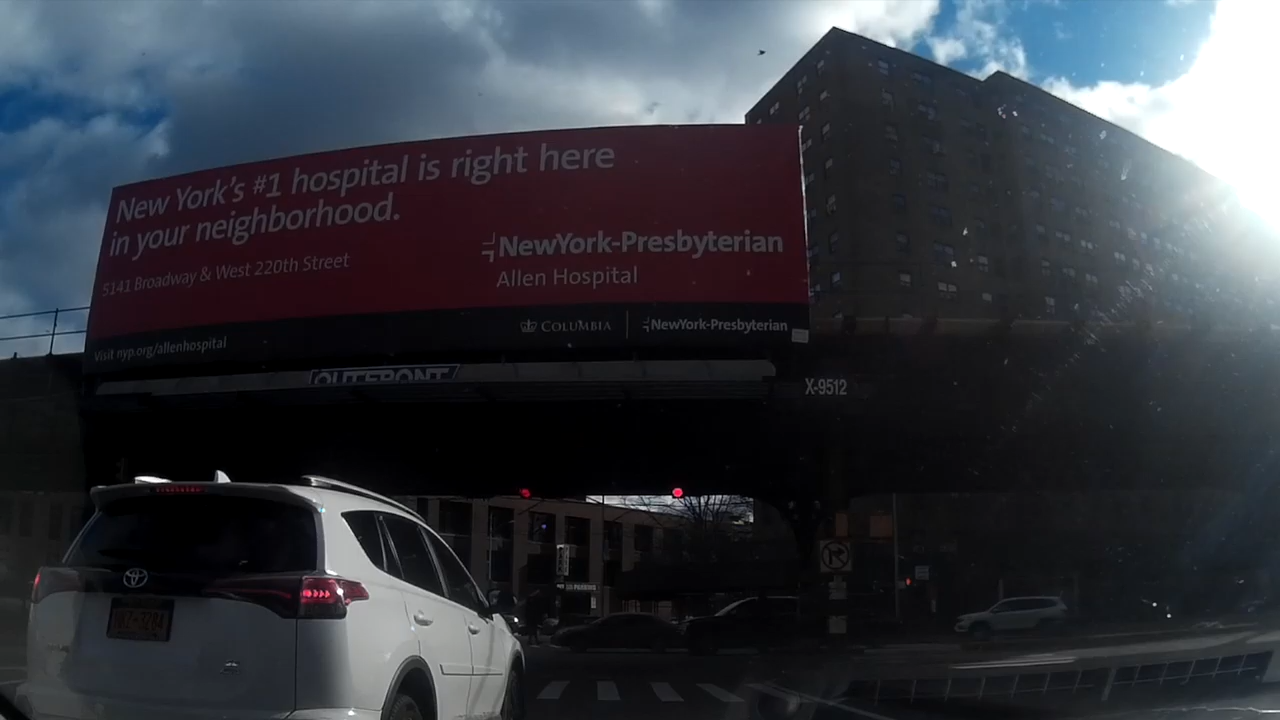 New York's #1 hospital is right here
in your neighborhood.
5141 Broadway & West 220th Street
NewYork-Presbyterian
Allen Hospital
COLUMBIA
NewYork-Presbyterian
Visit nyp.org/allenhospital
OUTFRONT
X-9512